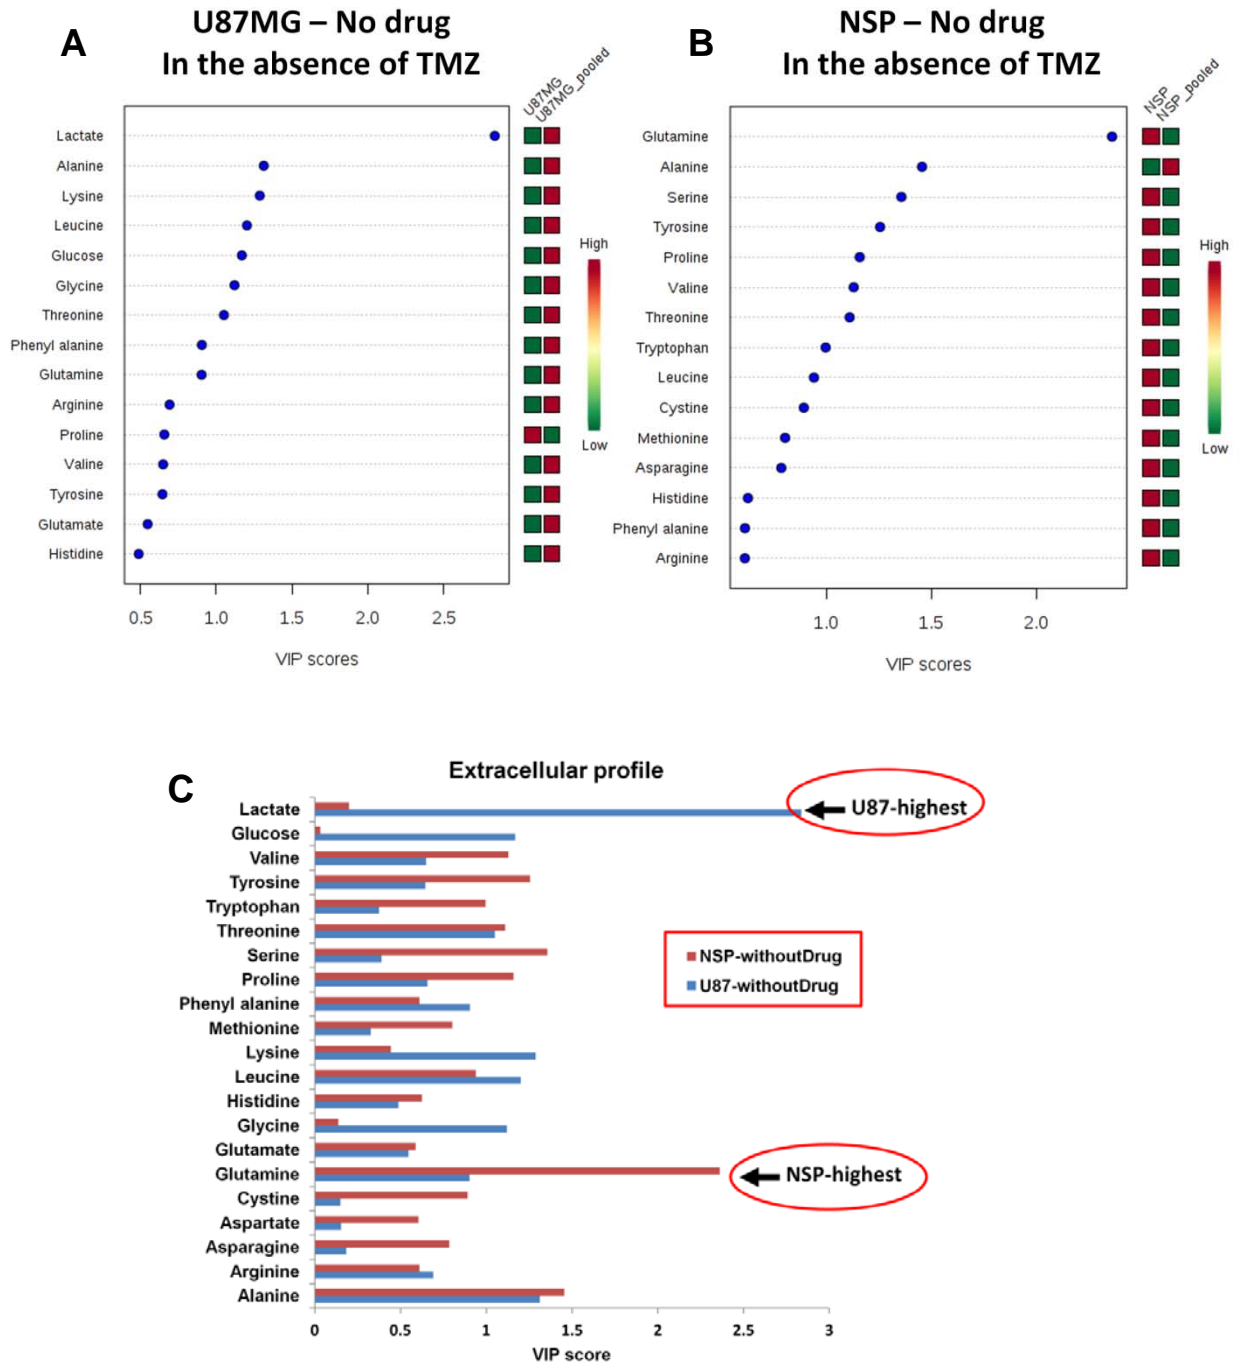 A
U87MG – No drug
In the absence of TMZ
U87MG
U87MG_pooled
Lactate
Alanine
Lysine
Leucine
Glucose
Glycine
Threonine
Phenyl alanine
Glutamine
Arginine
Proline
Valine
Tyrosine
Glutamate
Histidine
High
Low
0.5 1.0 1.5 2.0 2.5
VIP scores
B
NSP – No drug
In the absence of TMZ
NSP
NSP_pooled
Glutamine
Alanine
Serine
Tyrosine
Proline
Valine
Threonine
Tryptophan
Leucine
Cystine
Methionine
Asparagine
Histidine
Phenyl alanine
Arginine
High
Low
1.0 1.5 2.0
VIP scores
C
Extracellular profile
Lactate
Glucose
Valine
Tyrosine
Tryptophan
Threonine
Serine
Proline
Phenyl alanine
Methionine
Lysine
Leucine
Histidine
Glycine
Glutamate
Glutamine
Cystine
Aspartate
Asparagine
Arginine
Alanine
U87-highest
NSP-withoutDrug
U87-withoutDrug
NSP-highest
0 0.5 1 1.5 2 2.5 3
VIP score